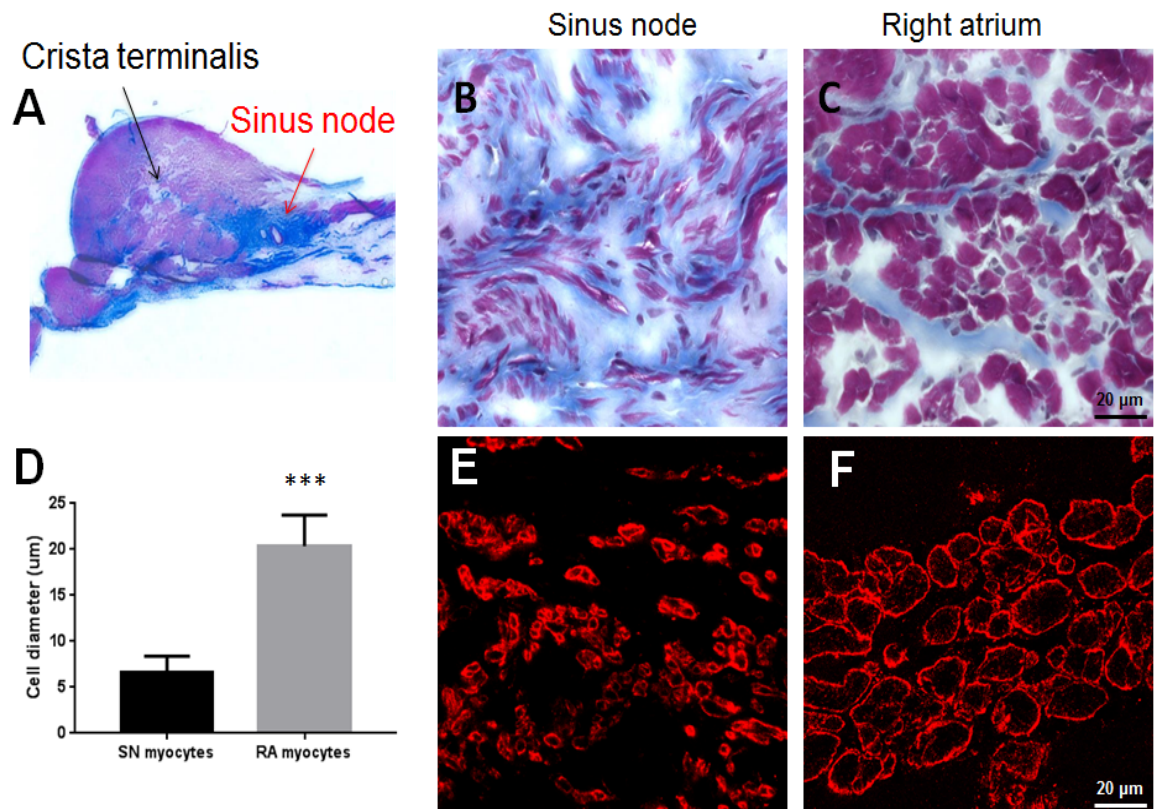 Sinus node
Right atrium
Crista terminalis
A
Sinus node
B
C
20 µm
D
***
Cell diameter (um)
25
20
15
10
5
0
SN myocytes
RA myocytes
E
F
20 µm